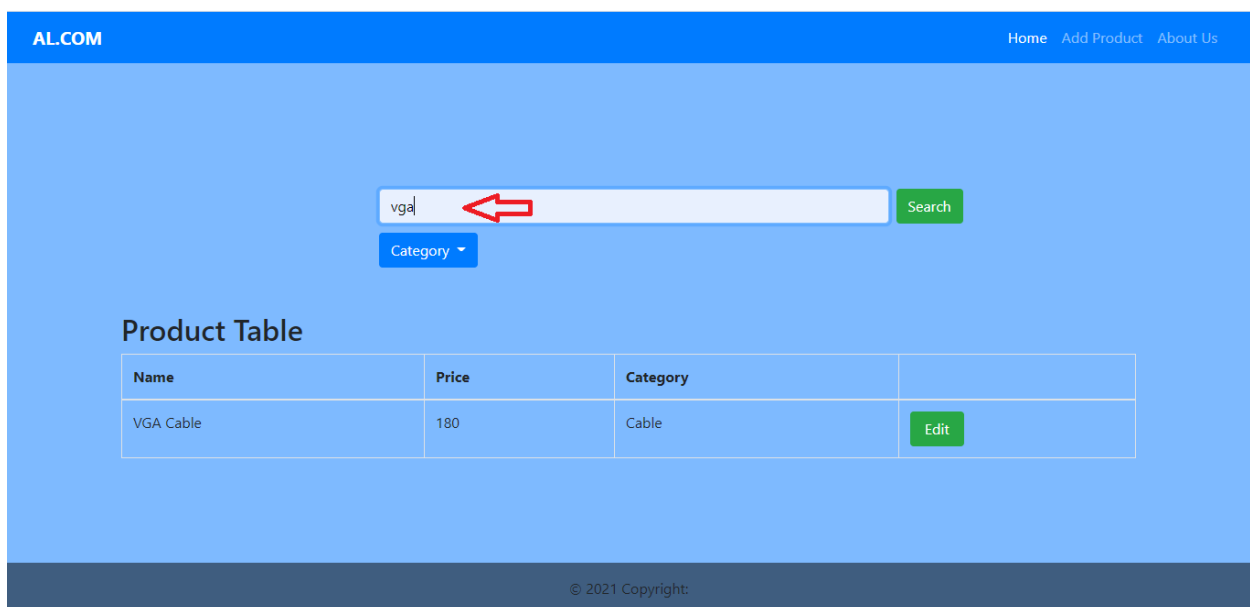 AL.COM Home Add Product About Us
vga Search
Category
Product Table
Name Price Category
VGA Cable 180 Cable Edit
© 2021 Copyright: